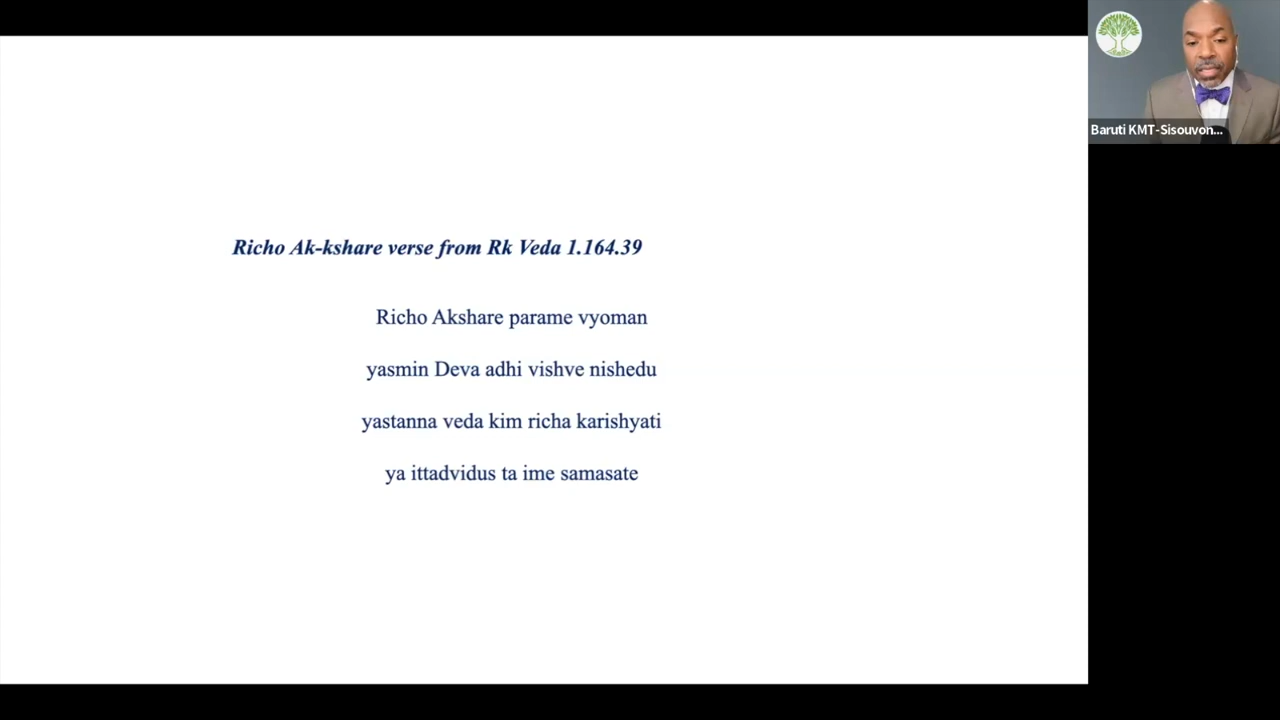 Richo Ak-kshare verse from Rk Veda 1.164.39
Richo Akshare parame vyoman
yasmin Deva adhi vishve nishedu
yastanna veda kim richa karishyati
ya ittadvidus ta ime samasate
Baruti KMT-Sisouvon...